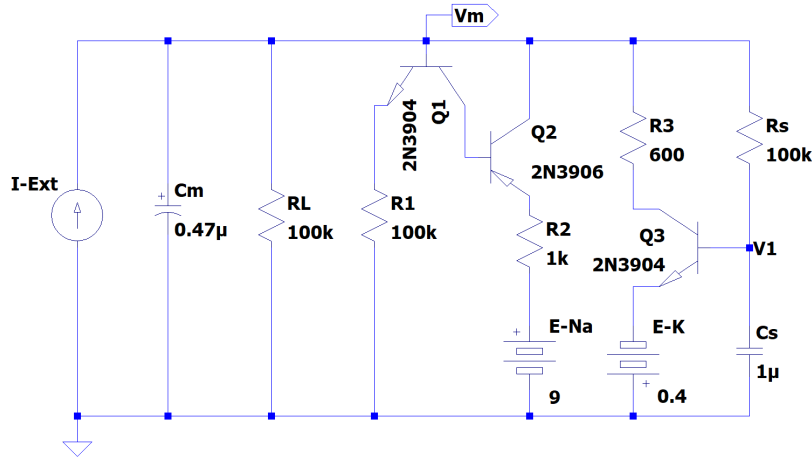 Vm
I-Ext
Cm
0.47µ
RL
100k
R1
100k
2N3904
Q1
Q2
2N3906
R2
1k
E-Na
+
9
R3
600
Q3
2N3904
E-K
+
0.4
Rs
100k
V1
Cs
1µ
+